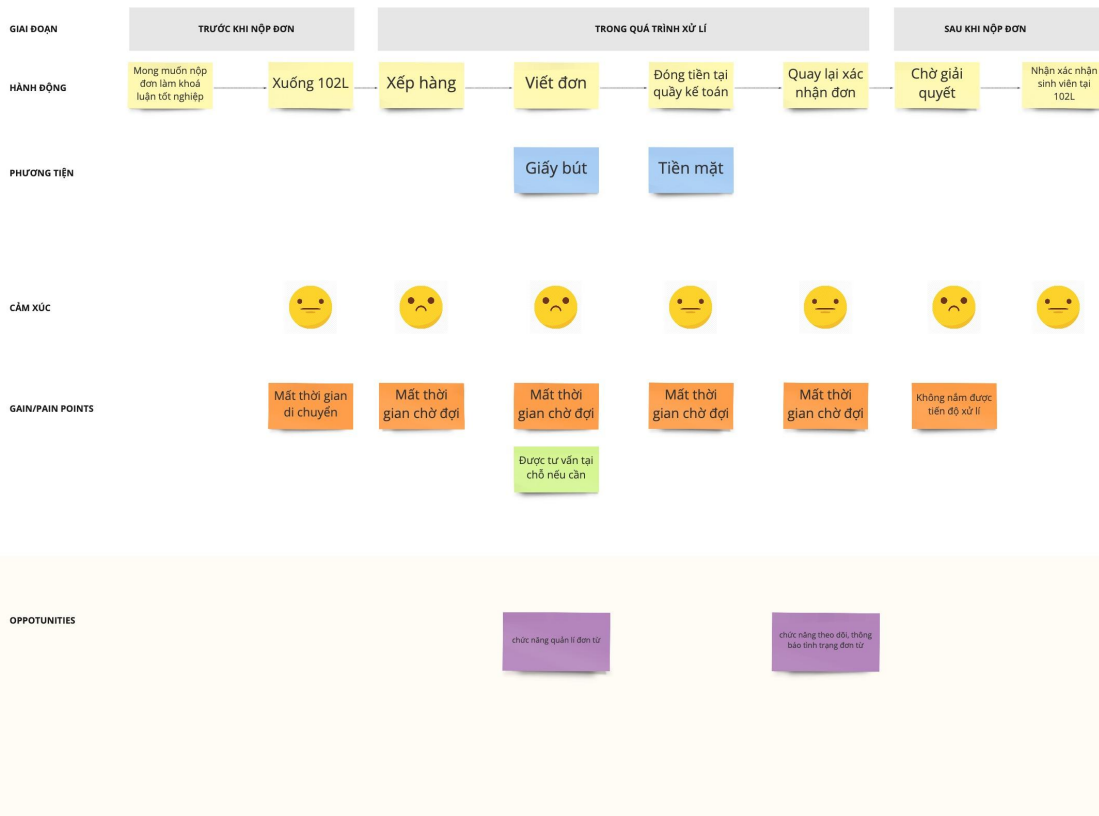 GIAI ĐOẠN
TRƯỚC KHI NỘP ĐƠN
TRONG QUÁ TRÌNH XỬ LÍ
SAU KHI NỘP ĐƠN
HÀNH ĐỘNG
Mong muốn nộp
đơn làm khoá
luận tốt nghiệp
Xuống 102L
Xếp hàng
Viết đơn
Đóng tiền tại
quầy kế toán
Quay lại xác
nhận đơn
Chờ giải
quyết
Nhận xác nhận
sinh viên tại
102L
PHƯƠNG TIỆN
Giấy bút
Tiền mặt
CẢM XÚC
GAIN/PAIN POINTS
Mất thời gian
di chuyển
Mất thời
gian chờ đợi
Mất thời
gian chờ đợi
Mất thời
gian chờ đợi
Mất thời
gian chờ đợi
Không nắm được
tiến độ xử lí
Được tư vấn tại
chỗ nếu cần
OPPOTUNITIES
chức năng quản lí đơn từ
chức năng theo dõi, thông
báo tình trạng đơn từ